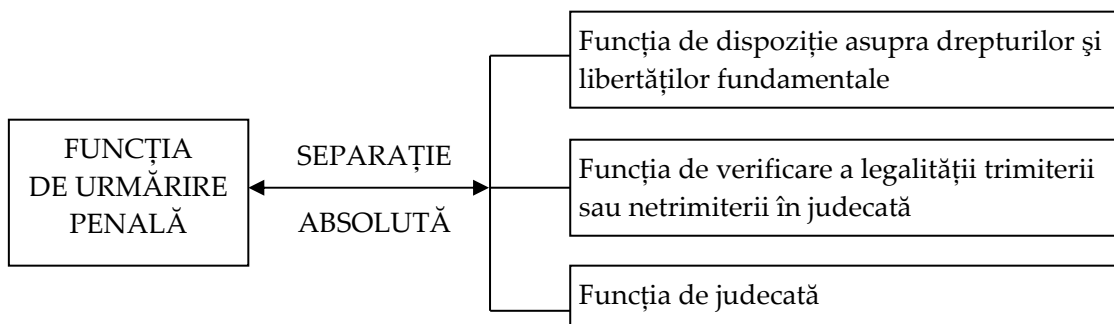 FUNCȚIA
DE URMĂRIRE
PENALĂ
SEPARAȚIE
ABSOLUTĂ
Funcția de dispoziție asupra drepturilor şi
libertăților fundamentale
Funcția de verificare a legalității trimiterii
sau netrimiterii în judecată
Funcția de judecată